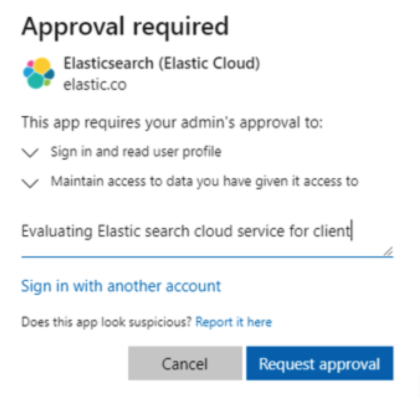 Approval required
Elasticsearch (Elastic Cloud)
elastic.co
This app requires your admin's approval to:
Sign in and read user profile
Maintain access to data you have given it access to
Evaluating Elastic search cloud service for client
Sign in with another account
Does this app look suspicious? Report it here
Cancel Request approval